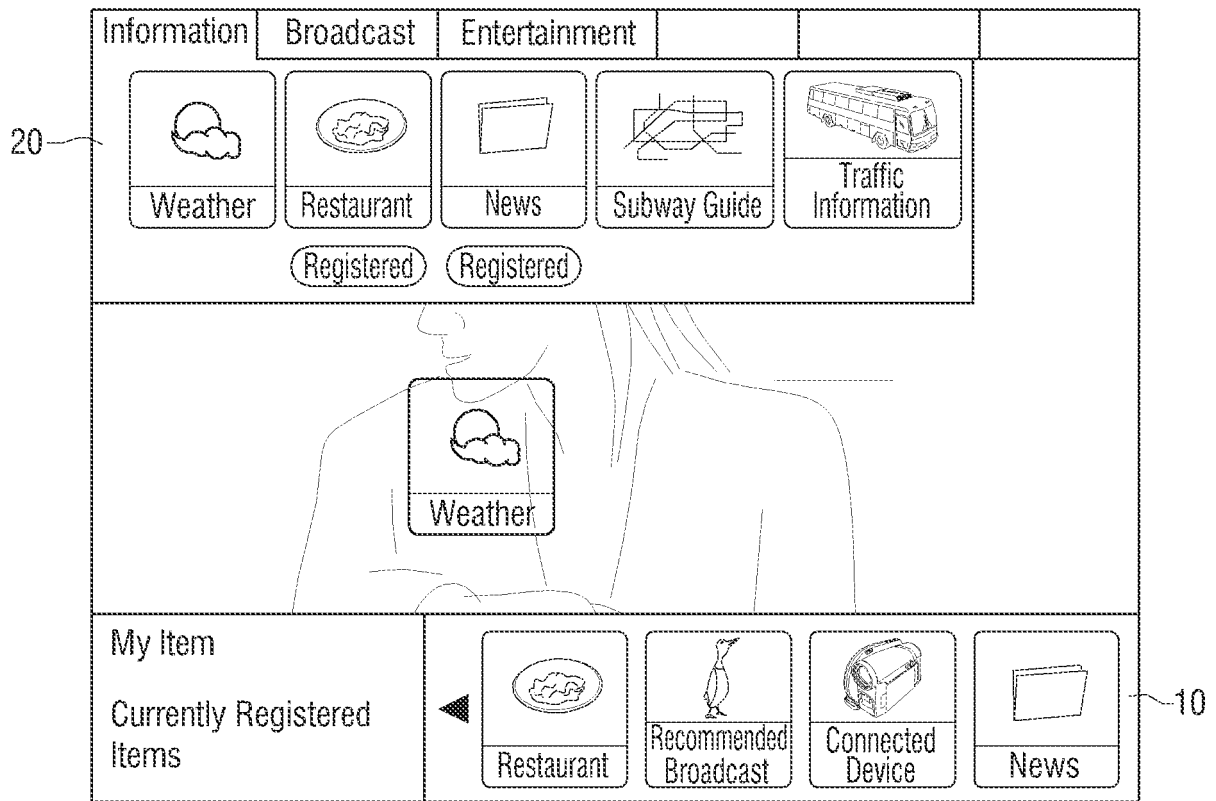 Information Broadcast Entertainment
20
Weather Restaurant News Subway Guide Traffic
Information
Registered Registered
Weather
My Item
Currently Registered
Items
Restaurant Recommended
Broadcast Connected
Device News
10